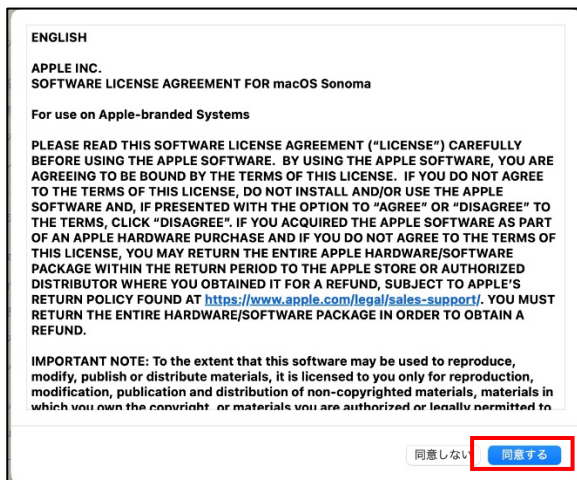 ENGLISH
APPLE INC.
SOFTWARE LICENSE AGREEMENT FOR macOS Sonoma
For use on Apple-branded Systems
PLEASE READ THIS SOFTWARE LICENSE AGREEMENT (“LICENSE”) CAREFULLY
BEFORE USING THE APPLE SOFTWARE.  BY USING THE APPLE SOFTWARE, YOU ARE
AGREEING TO BE BOUND BY THE TERMS OF THIS LICENSE.  IF YOU DO NOT AGREE
TO THE TERMS OF THIS LICENSE, DO NOT INSTALL AND/OR USE THE APPLE
SOFTWARE AND, IF PRESENTED WITH THE OPTION TO “AGREE” OR “DISAGREE” TO
THE TERMS, CLICK “DISAGREE”. IF YOU ACQUIRED THE APPLE SOFTWARE AS PART
OF AN APPLE HARDWARE PURCHASE AND IF YOU DO NOT AGREE TO THE TERMS OF
THIS LICENSE, YOU MAY RETURN THE ENTIRE APPLE HARDWARE/SOFTWARE
PACKAGE WITHIN THE RETURN PERIOD TO THE APPLE STORE OR AUTHORIZED
DISTRIBUTOR WHERE YOU OBTAINED IT FOR A REFUND, SUBJECT TO APPLE’S
RETURN POLICY FOUND AT https://www.apple.com/legal/sales-support/. YOU MUST
RETURN THE ENTIRE HARDWARE/SOFTWARE PACKAGE IN ORDER TO OBTAIN A
REFUND.
IMPORTANT NOTE: To the extent that this software may be used to reproduce,
modify, publish or distribute materials, it is licensed to you only for reproduction,
modification, publication and distribution of non-copyrighted materials, materials in
which you own the copyright, or materials you are authorized or legally permitted to
同意しない 同意する